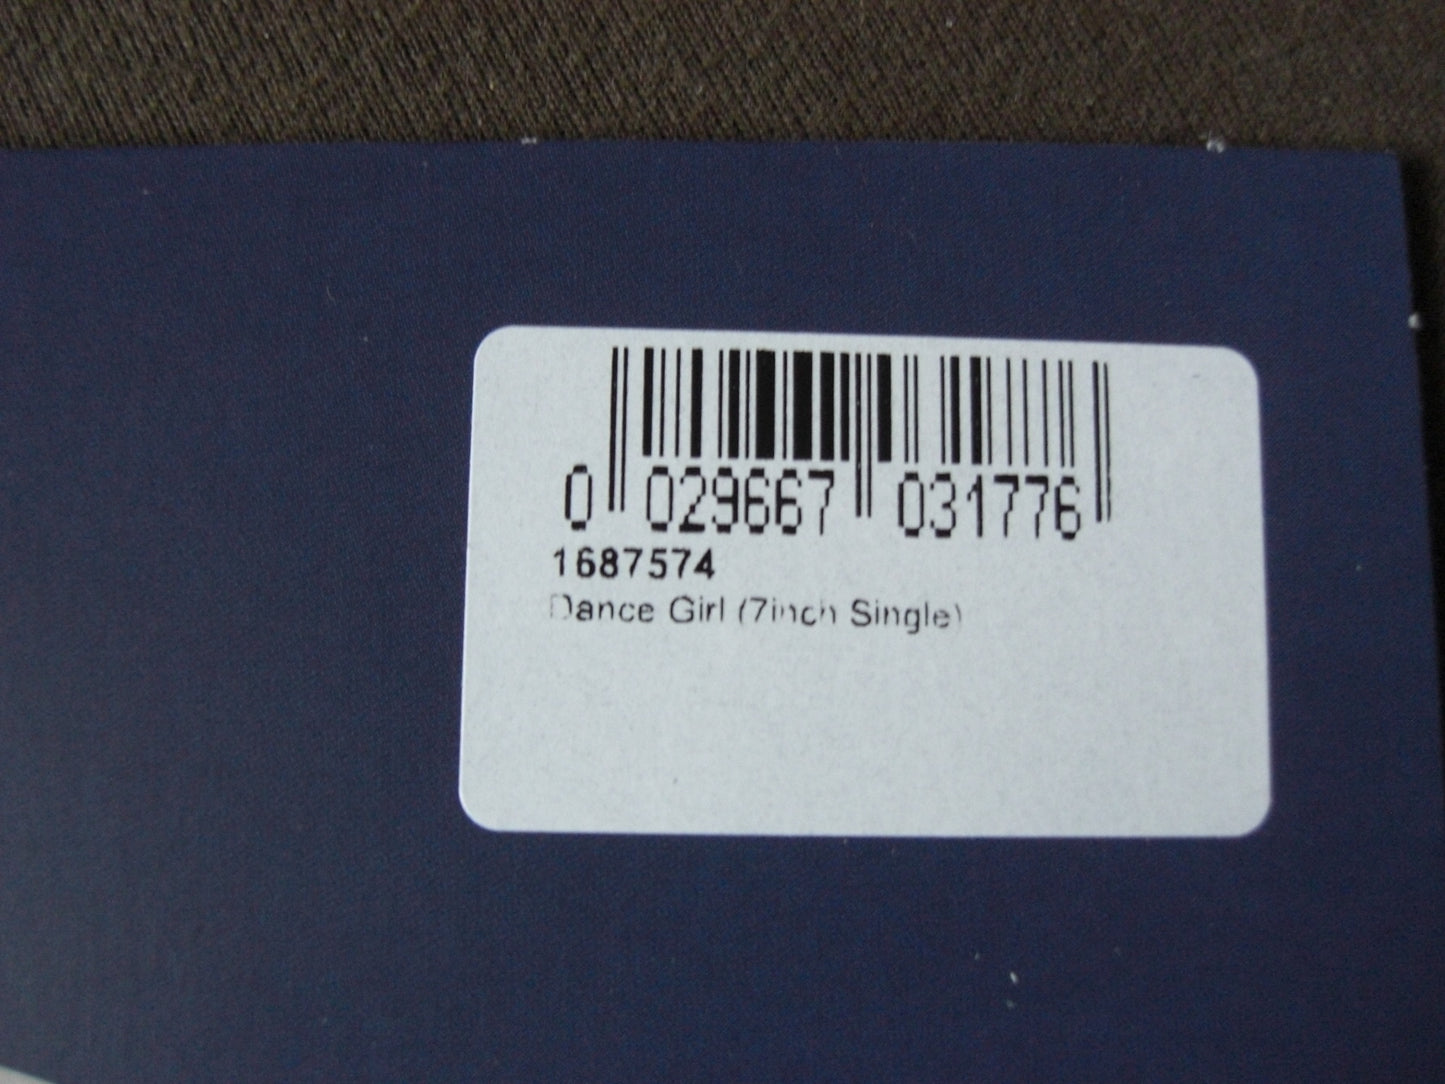 0 029667 031776
1687574
Dance Girl (7inch Single)